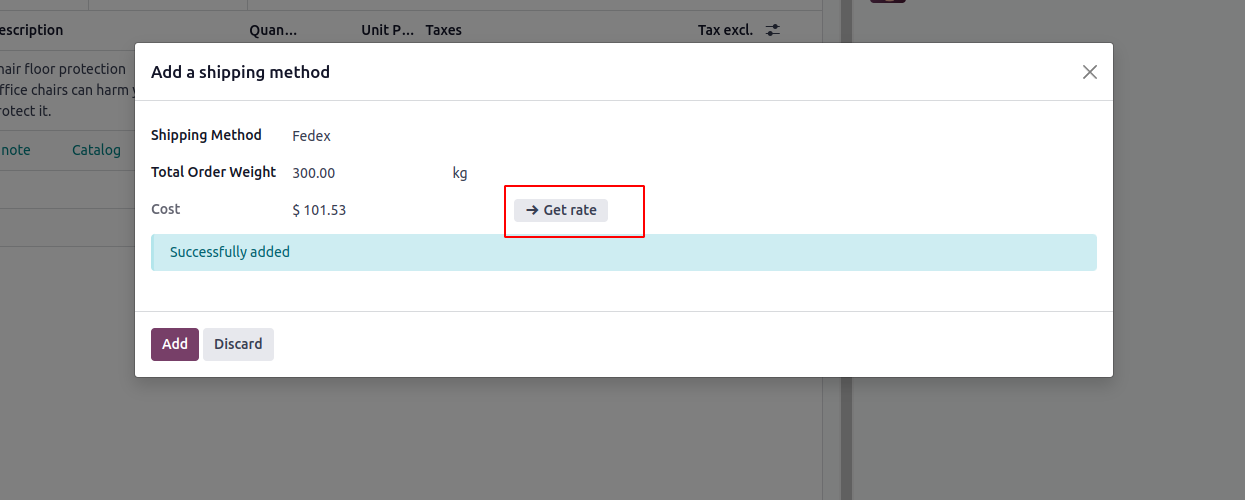 escription Quan... Unit P... Taxes Tax excl.
Add a shipping method
hair floor protection
ffice chairs can harm
rotect it.
Shipping Method Fedex
note Catalog
Total Order Weight 300.00 kg
Cost $ 101.53 Get rate
Successfully added
Add Discard